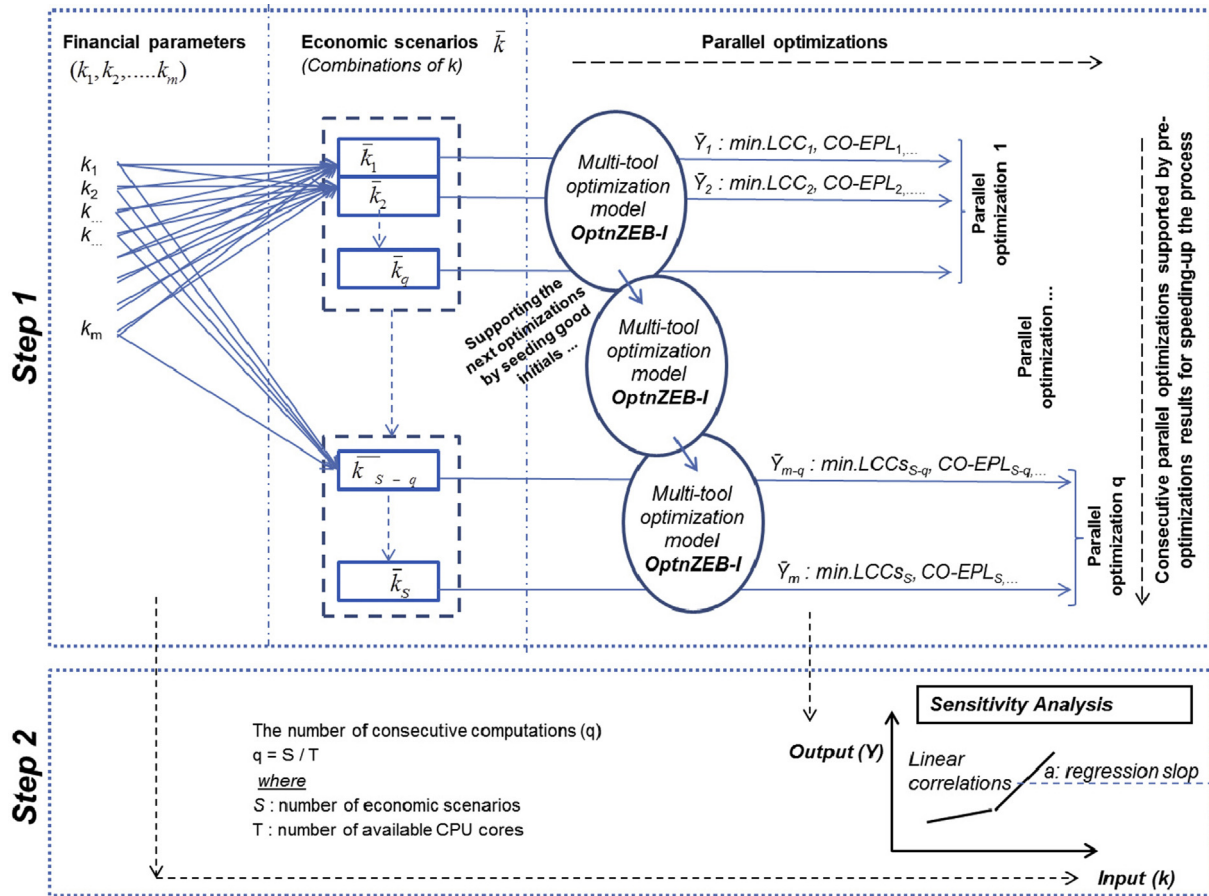 Step 1
Financial parameters
(k1, k2, ..... km)
Economic scenarios k̄
(Combinations of k)
Parallel optimizations
k1
k2
k...
k...
km
k̄1
k̄2
k̄q
k̄S – q
k̄S
Multi-tool
optimization
model
OptnZEB-I
Supporting the
next optimizations
by seeding good
initials ...
Multi-tool
optimization
model
OptnZEB-I
Multi-tool
optimization
model
OptnZEB-I
Ȳ1 : min.LCC1, CO-EPL1,...
Ȳ2 : min.LCC2, CO-EPL2,.....
Parallel
optimization 1
Parallel
optimization ...
Ȳm-q : min.LCCsS-q, CO-EPLS-q,...
Ȳm : min.LCCsS, CO-EPLS,...
Parallel
optimization q
Consecutive parallel optimizations supported by pre-
optimizations results for speeding-up the process
Step 2
The number of consecutive computations (q)
q = S / T
where
S : number of economic scenarios
T : number of available CPU cores
Sensitivity Analysis
Output (Y)
Linear
correlations
a: regression slop
Input (k)